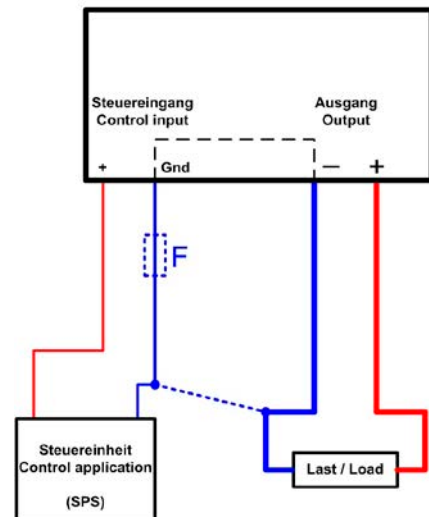 Steuereingang
Control input
Ausgang
Output
+
Gnd
− +
F
Steuereinheit
Control application
(SPS)
Last / Load